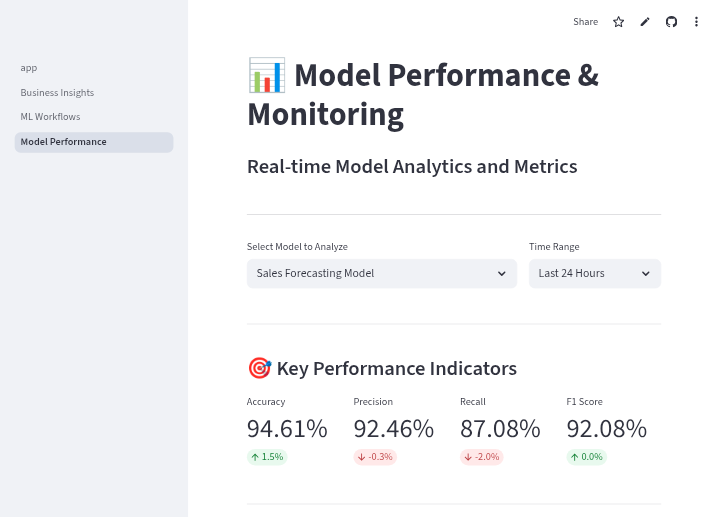 Share
app
Business Insights
ML Workflows
Model Performance
📊 Model Performance &
Monitoring
Real-time Model Analytics and Metrics
Select Model to Analyze
Time Range
Sales Forecasting Model
Last 24 Hours
🎯 Key Performance Indicators
Accuracy
Precision
Recall
F1 Score
94.61%
92.46%
87.08%
92.08%
↑ 1.5%
↓ -0.3%
↓ -2.0%
↑ 0.0%